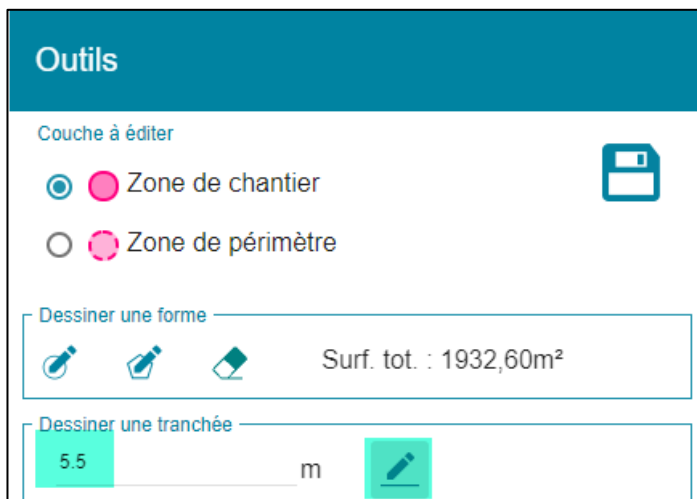 Outils
Couche à éditer
Zone de chantier
Zone de périmètre
Dessiner une forme
Surf. tot. : 1932,60m²
Dessiner une tranchée
5.5 m